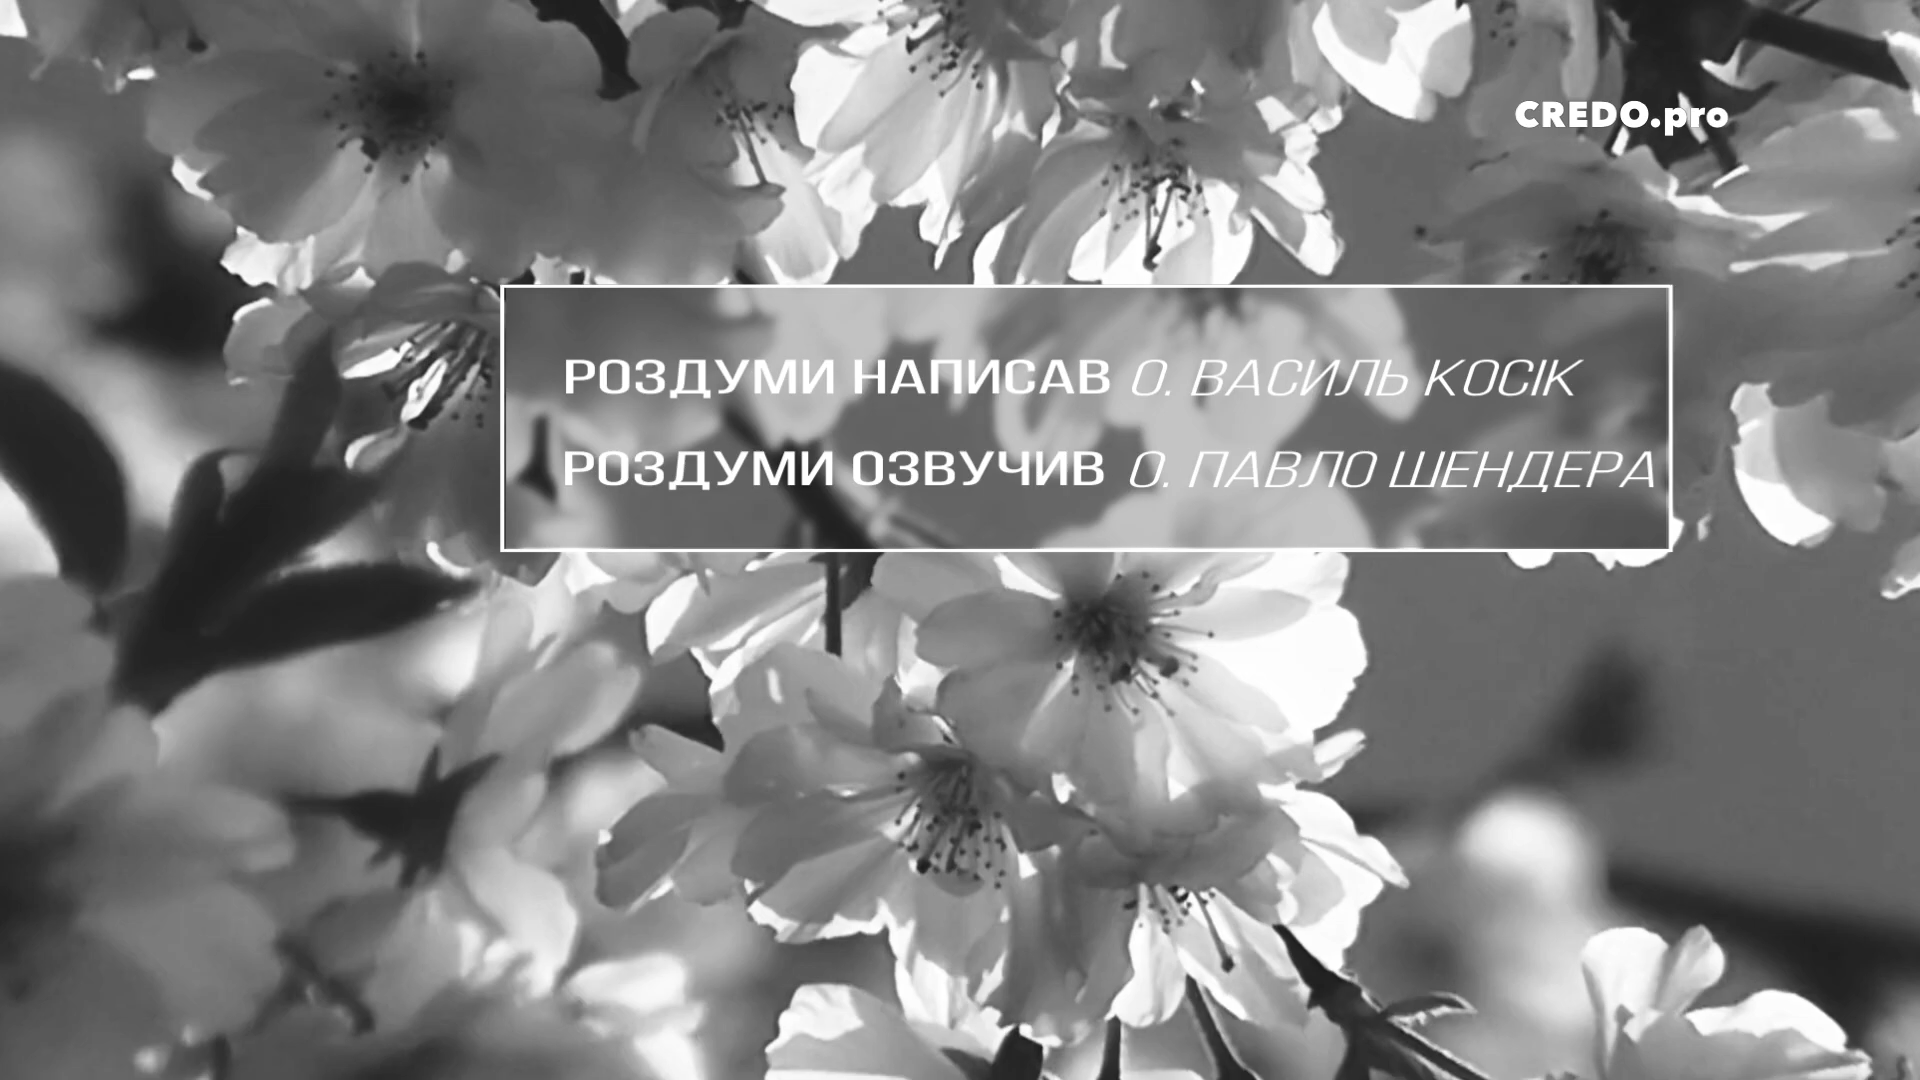 CREDO.pro
РОЗДУМИ НАПИСАВ О. ВАСИЛЬ КОСІК
РОЗДУМИ ОЗВУЧИВ О. ПАВЛО ШЕНДЕРА